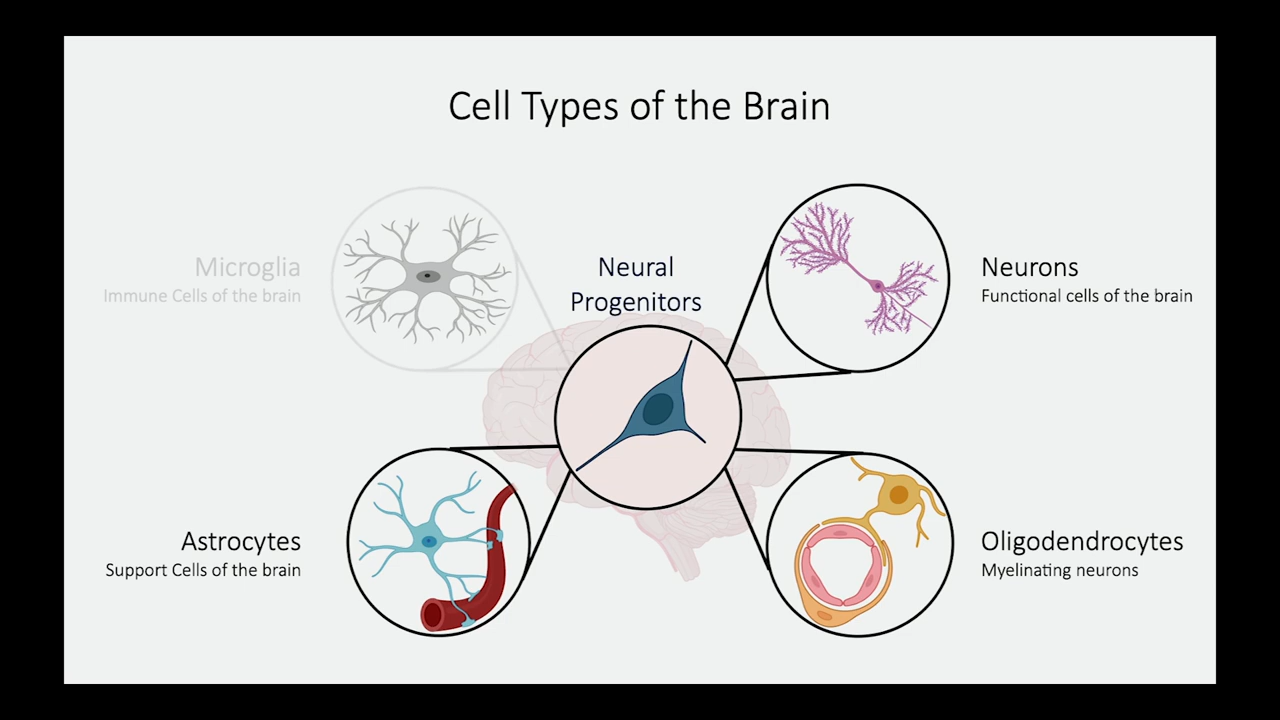 Cell Types of the Brain
Microglia
Immune Cells of the brain
Neural
Progenitors
Neurons
Functional cells of the brain
Astrocytes
Support Cells of the brain
Oligodendrocytes
Myelinating neurons